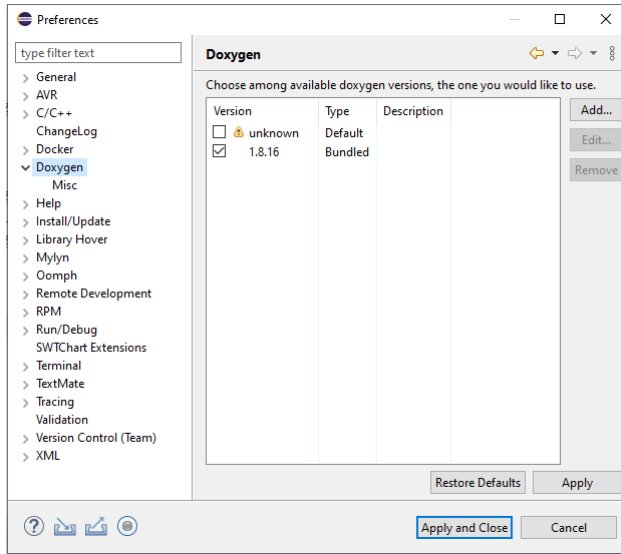 Preferences
type filter text
General
AVR
C/C++
ChangeLog
Docker
Doxygen
Misc
Help
Install/Update
Library Hover
Mylyn
Oomph
Remote Development
RPM
Run/Debug
SWTChart Extensions
Terminal
TextMate
Tracing
Validation
Version Control (Team)
XML
Doxygen
Choose among available doxygen versions, the one you would like to use.
Version Type Description
unknown Default
1.8.16 Bundled
Add...
Edit...
Remove
Restore Defaults Apply
Apply and Close Cancel